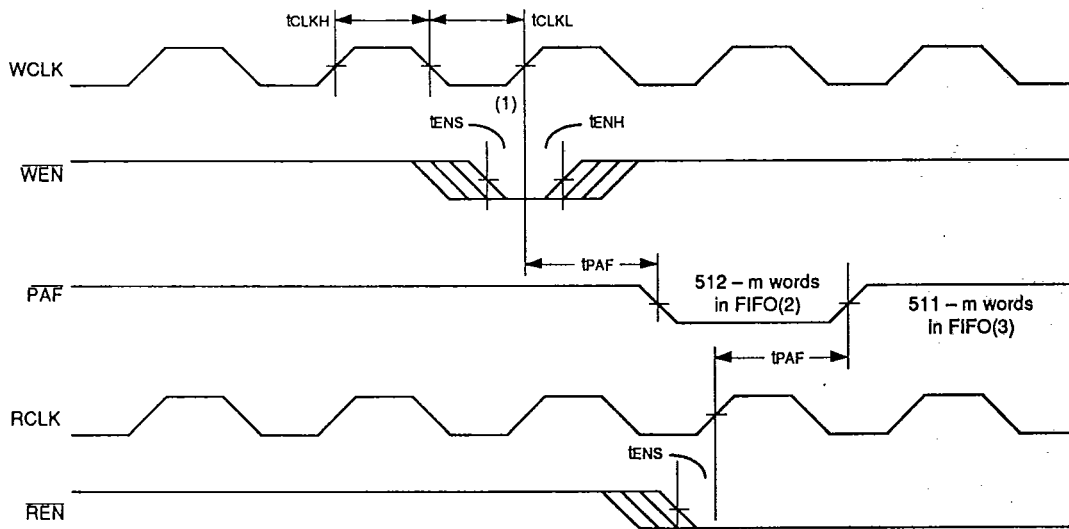 tCLKH
tCLKL
WCLK
(1)
tENS
tENH
WEN
tPAF
PAF
512 – m words
in FIFO(2)
511 – m words
in FIFO(3)
tPAF
RCLK
tENS
REN